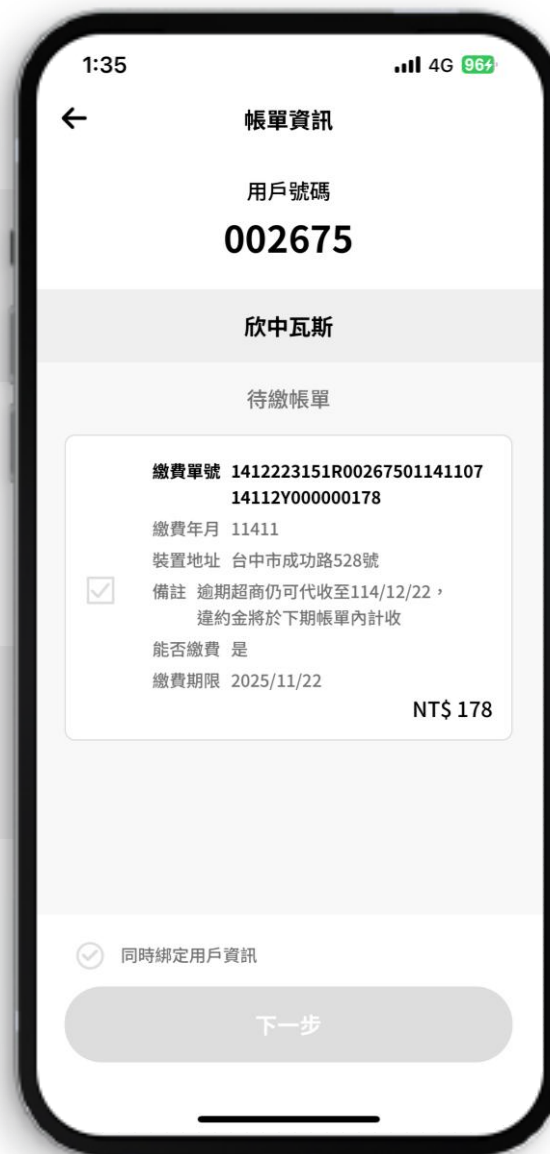 1:35
4G 96
帳單資訊
用戶號碼
002675
欣中瓦斯
待繳帳單
繳費單號 1412223151R00267501141107
14112Y000000178
繳費年月 11411
裝置地址 台中市成功路528號
備註 逾期超商仍可代收至114/12/22，
違約金將於下期帳單內計收
能否繳費 是
繳費期限 2025/11/22
NT$ 178
同時綁定用戶資訊
下一步